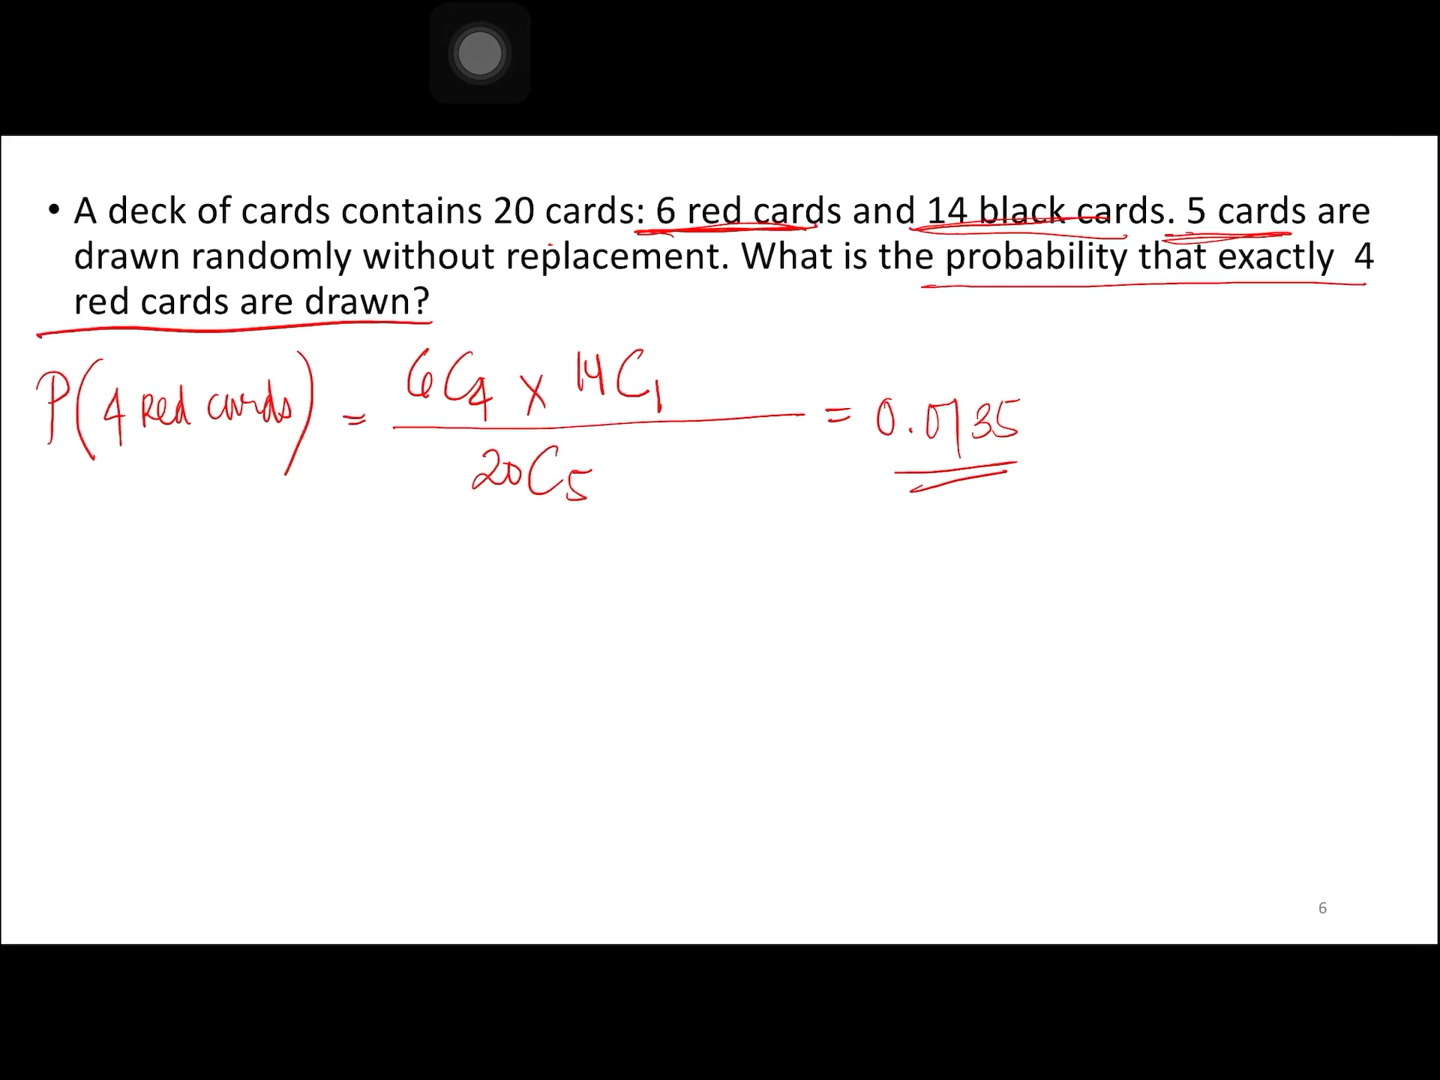 • A deck of cards contains 20 cards: 6 red cards and 14 black cards. 5 cards are
drawn randomly without replacement. What is the probability that exactly 4
red cards are drawn?
P(4 Red cards) = 6C4 x 14C1 / 20C5 = 0.0135
6